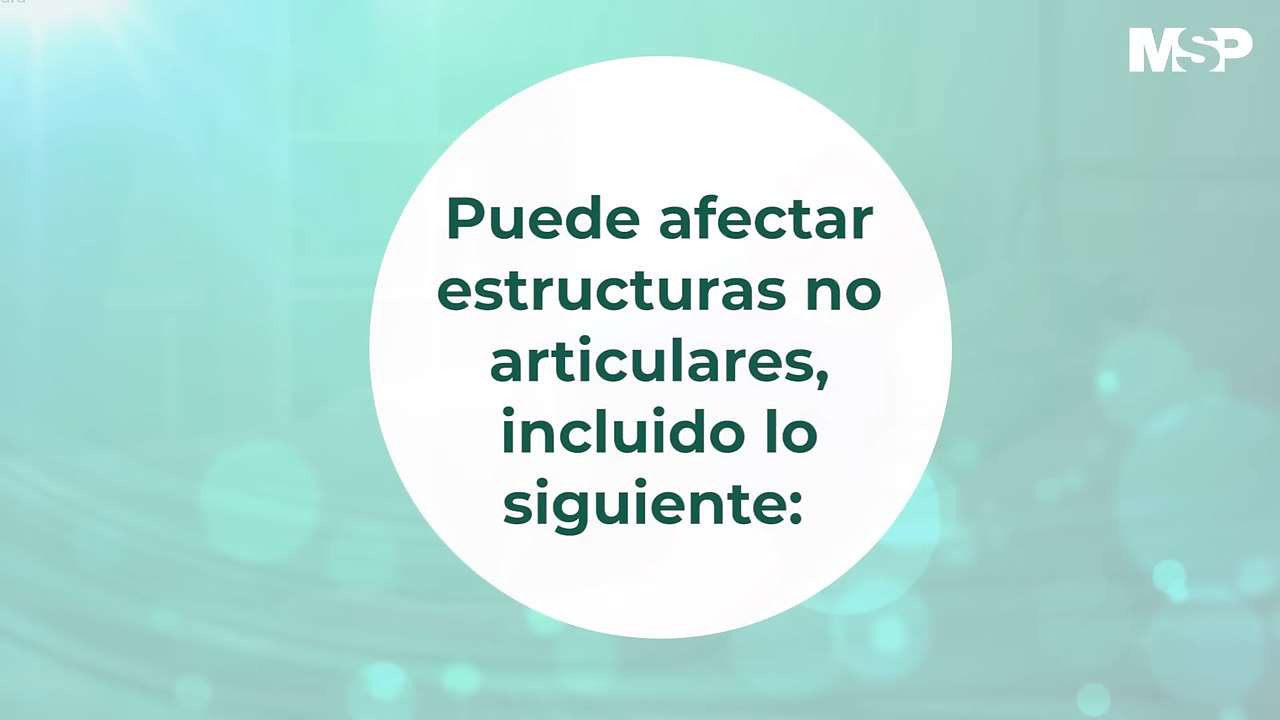 MSP
Puede afectar
estructuras no
articulares,
incluido lo
siguiente: